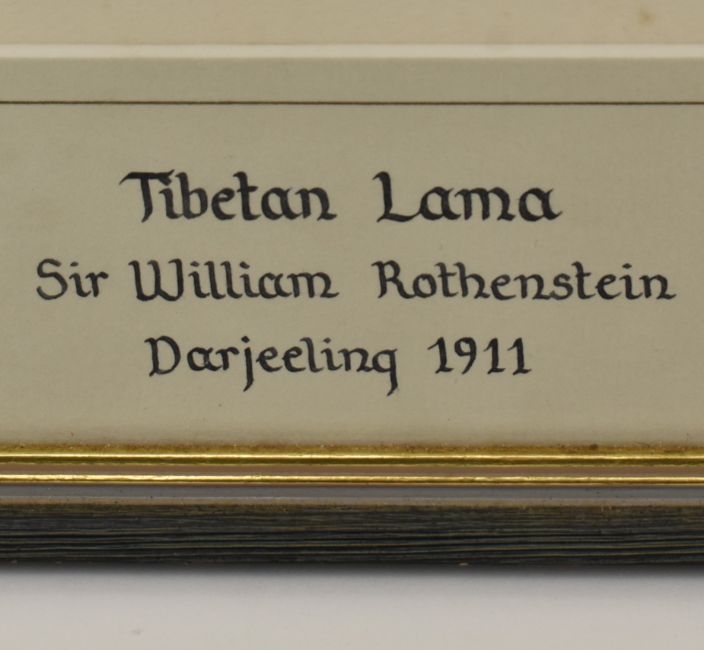 Tibetan Lama
Sir William Rothenstein
Darjeeling 1911